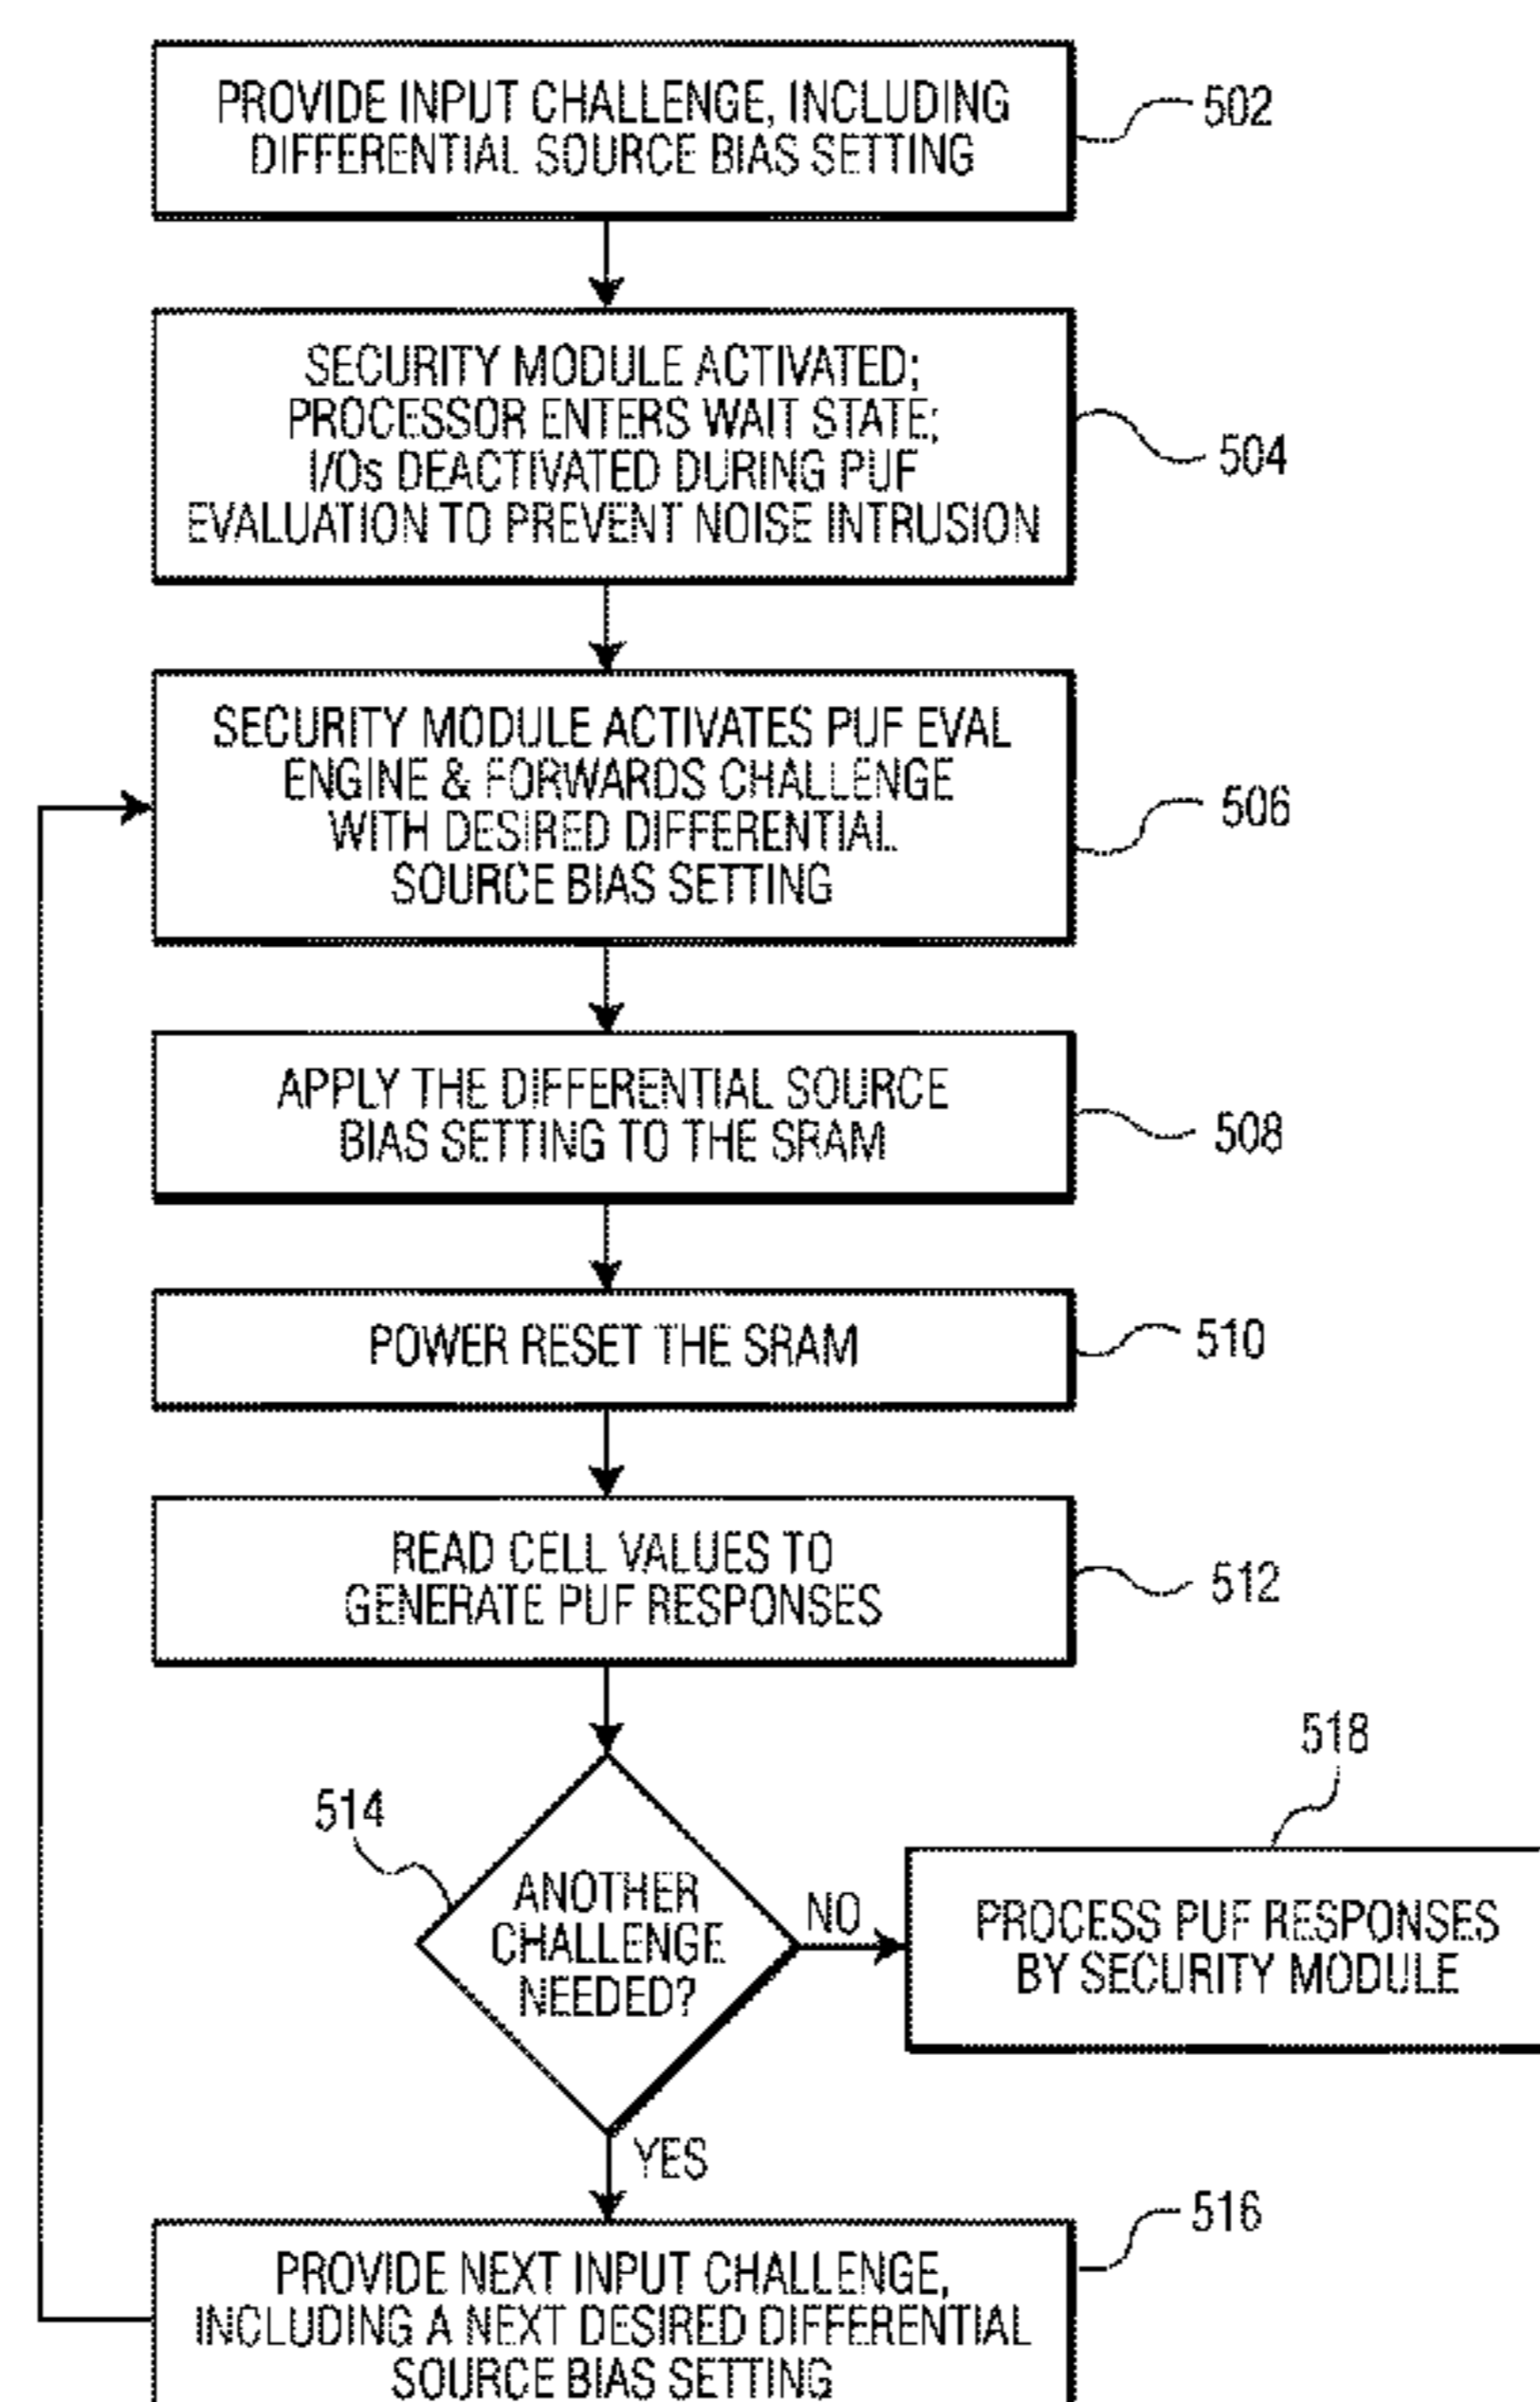 PROVIDE INPUT CHALLENGE, INCLUDING
DIFFERENTIAL SOURCE BIAS SETTING
502
SECURITY MODULE ACTIVATED;
PROCESSOR ENTERS WAIT STATE;
I/Os DEACTIVATED DURING PUF
EVALUATION TO PREVENT NOISE INTRUSION
504
SECURITY MODULE ACTIVATES PUF EVAL
ENGINE & FORWARDS CHALLENGE
WITH DESIRED DIFFERENTIAL
SOURCE BIAS SETTING
506
APPLY THE DIFFERENTIAL SOURCE
BIAS SETTING TO THE SRAM
508
POWER RESET THE SRAM
510
READ CELL VALUES TO
GENERATE PUF RESPONSES
512
514
ANOTHER
CHALLENGE
NEEDED?
NO
518
PROCESS PUF RESPONSES
BY SECURITY MODULE
YES
516
PROVIDE NEXT INPUT CHALLENGE,
INCLUDING A NEXT DESIRED DIFFERENTIAL
SOURCE BIAS SETTING